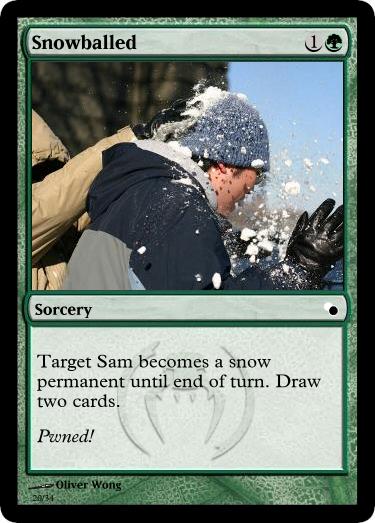 Snowballed 1
Sorcery
Target Sam becomes a snow
permanent until end of turn. Draw
two cards.
Pwned!
Oliver Wong
20/34